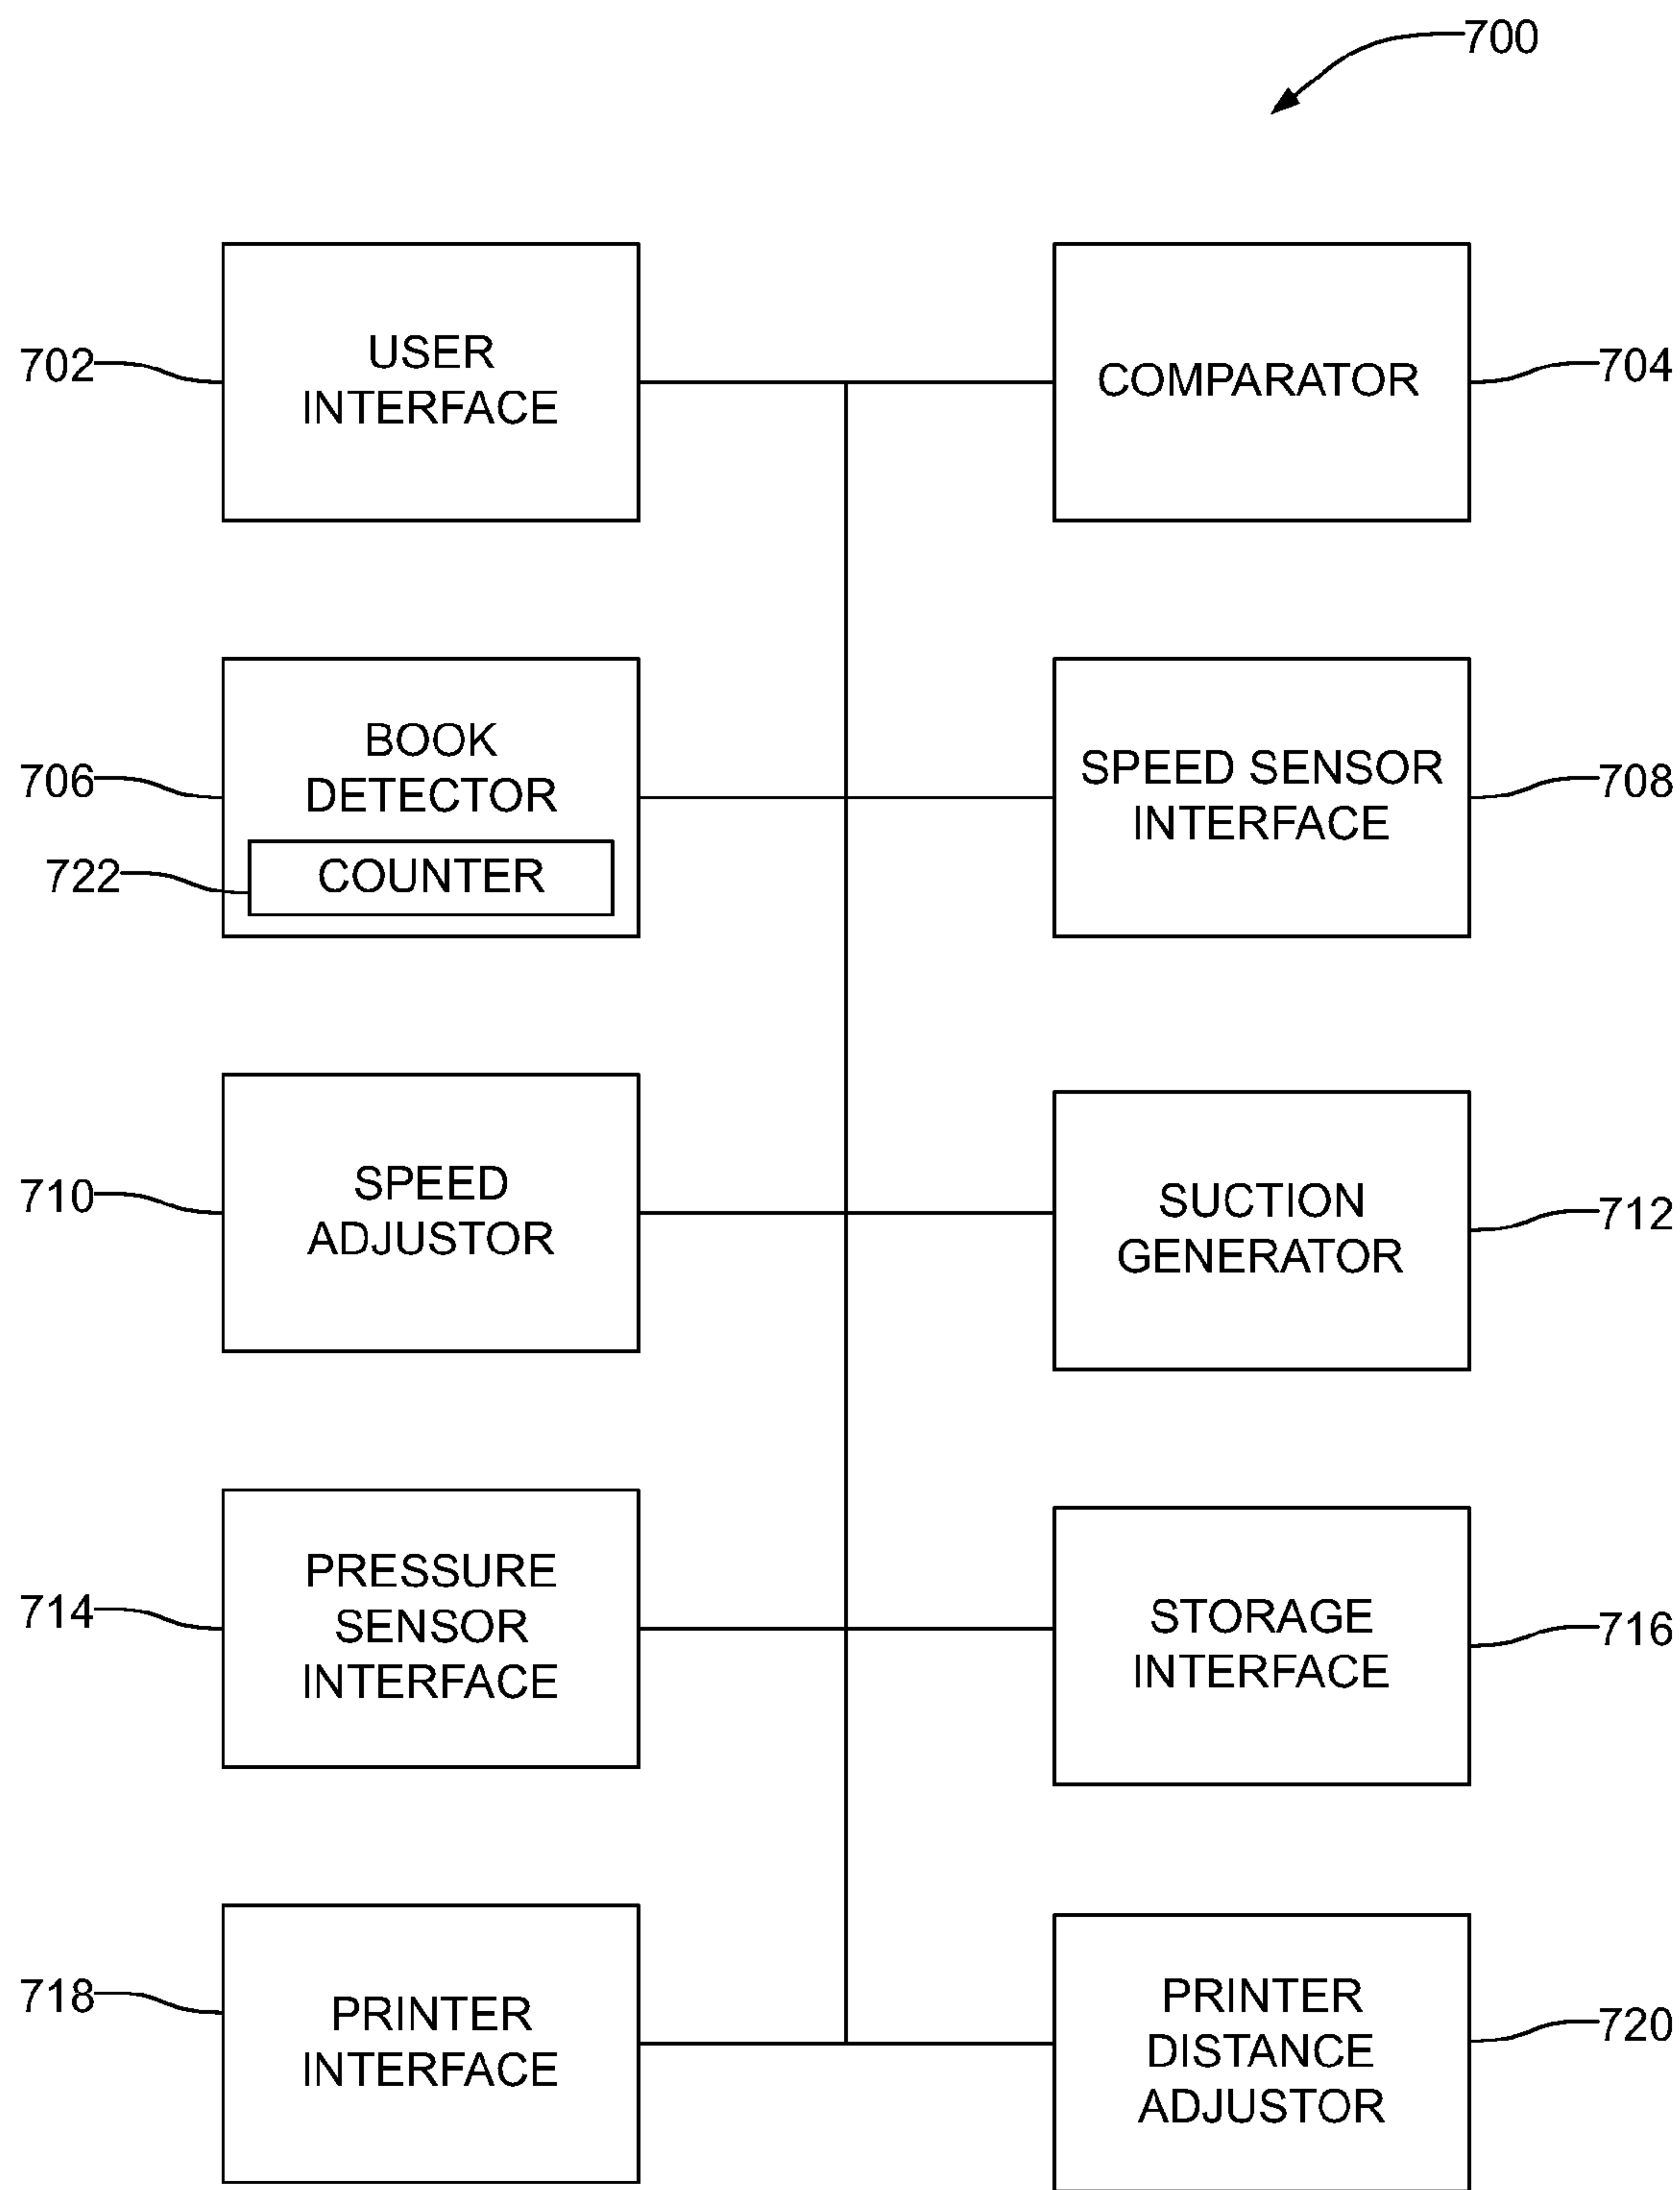 700
702
USER
INTERFACE
COMPARATOR
704
706
BOOK
DETECTOR
722
COUNTER
SPEED SENSOR
INTERFACE
708
710
SPEED
ADJUSTOR
SUCTION
GENERATOR
712
714
PRESSURE
SENSOR
INTERFACE
STORAGE
INTERFACE
716
718
PRINTER
INTERFACE
PRINTER
DISTANCE
ADJUSTOR
720